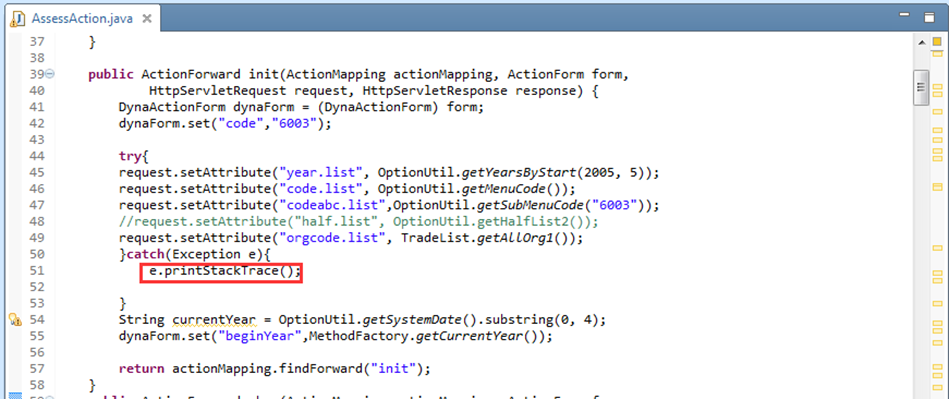 AssessAction.java
37 }
38
39 public ActionForward init(ActionMapping actionMapping, ActionForm form,
40 HttpServletRequest request, HttpServletResponse response) {
41 DynaActionForm dynaForm = (DynaActionForm) form;
42 dynaForm.set("code","6003");
43
44 try{
45 request.setAttribute("year.list", OptionUtil.getYearsByStart(2005, 5));
46 request.setAttribute("code.list", OptionUtil.getMenuCode());
47 request.setAttribute("codeabc.list",OptionUtil.getSubMenuCode("6003"));
48 //request.setAttribute("half.list", OptionUtil.getHalfList2());
49 request.setAttribute("orgcode.list", TradeList.getAllOrg1());
50 }catch(Exception e){
51 e.printStackTrace();
52
53 }
54 String currentYear = OptionUtil.getSystemDate().substring(0, 4);
55 dynaForm.set("beginYear",MethodFactory.getCurrentYear());
56
57 return actionMapping.findForward("init");
58 }